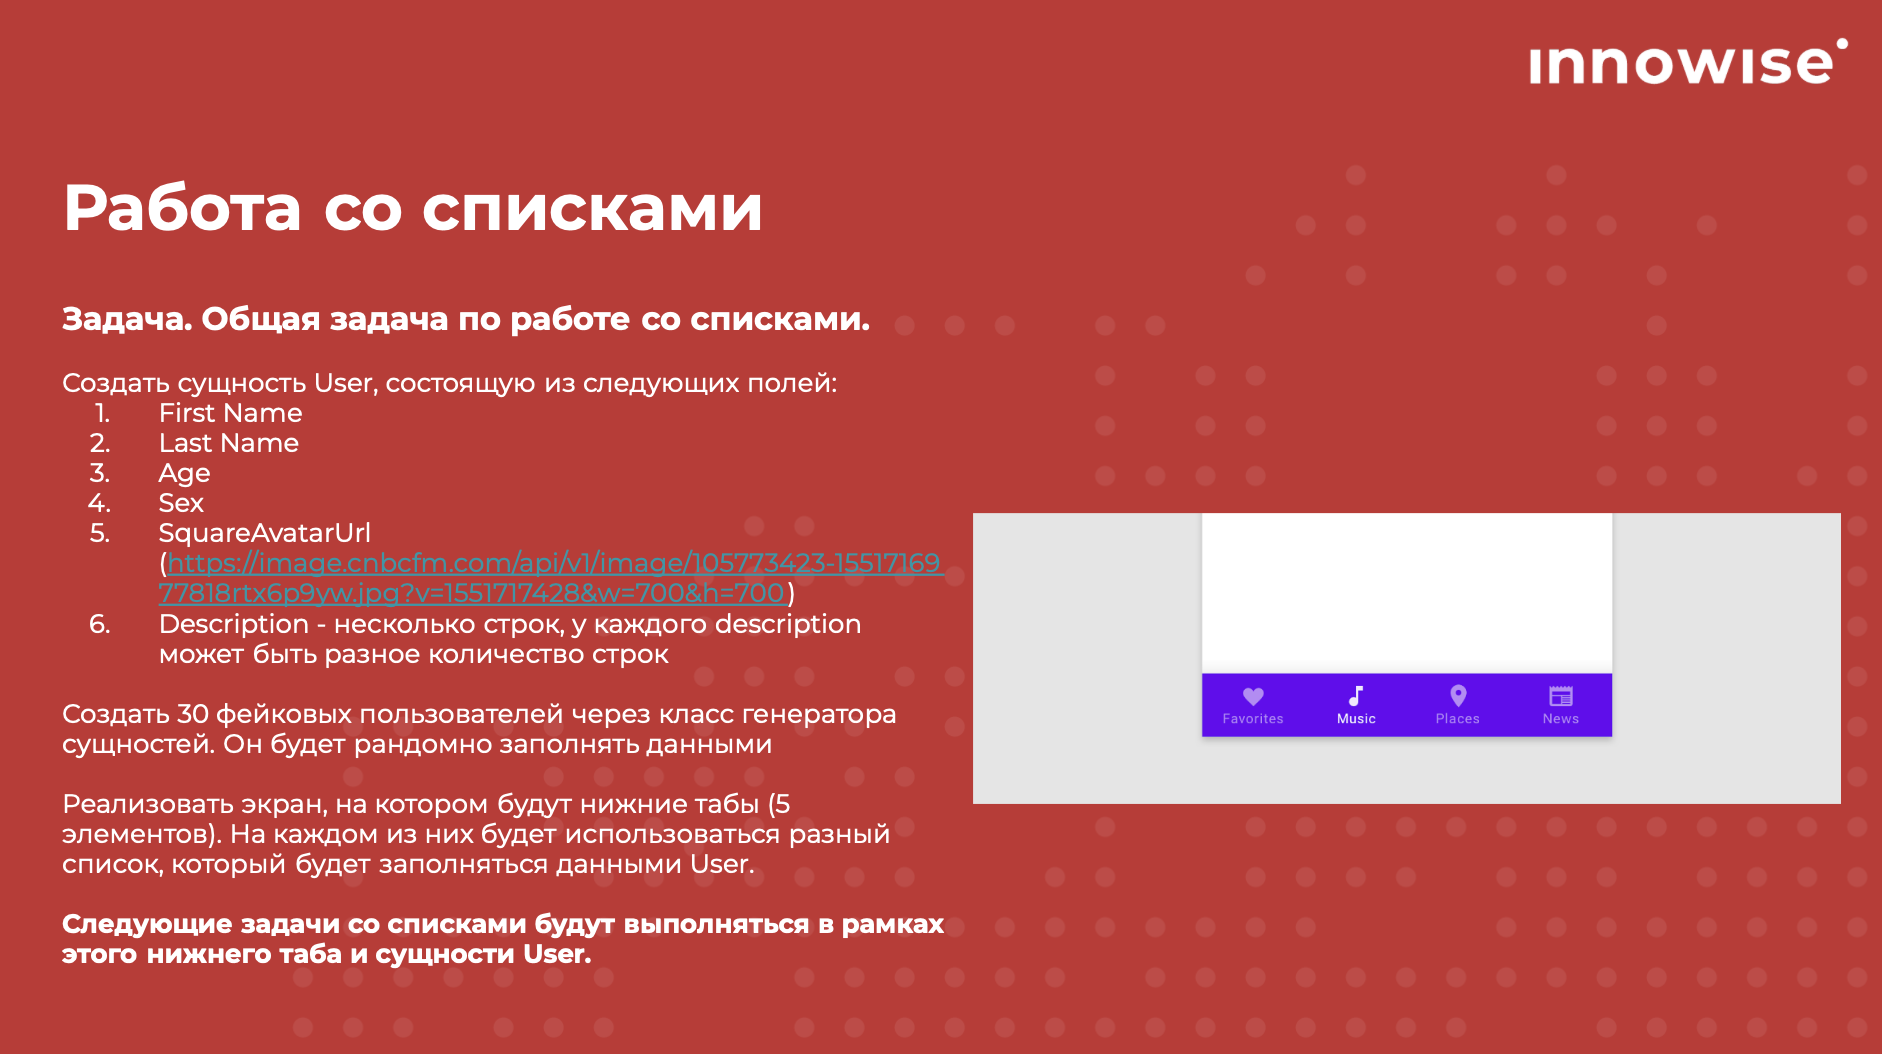 innowise
Работа со списками
Задача. Общая задача по работе со списками.
Создать сущность User, состоящую из следующих полей:
1. First Name
2. Last Name
3. Age
4. Sex
5. SquareAvatarUrl
(https://image.cnbcfm.com/api/v1/image/105773423-15517169
77818rtx6p9yw.jpg?v=1551717428&w=700&h=700)
6. Description - несколько строк, у каждого description
может быть разное количество строк
Создать 30 фейковых пользователей через класс генератора
сущностей. Он будет рандомно заполнять данными
Реализовать экран, на котором будут нижние табы (5
элементов). На каждом из них будет использоваться разный
список, который будет заполняться данными User.
Следующие задачи со списками будут выполняться в рамках
этого нижнего таба и сущности User.
Favorites Music Places News